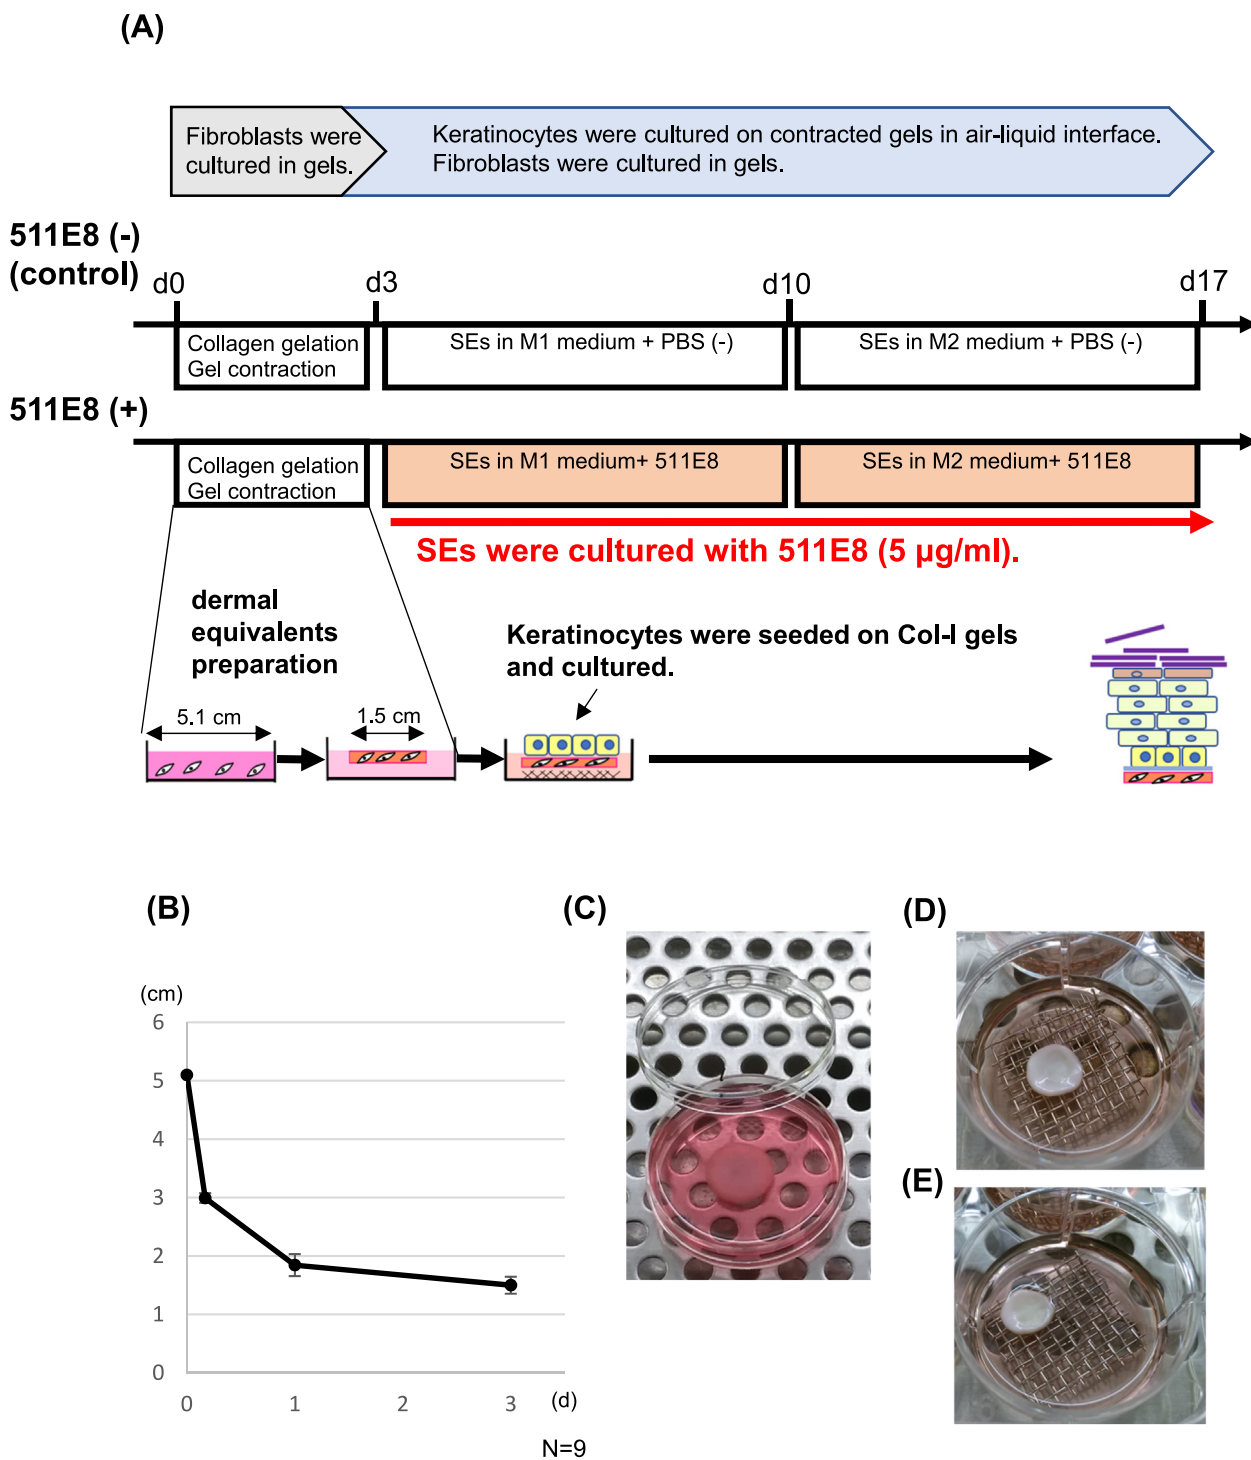 (A)
Fibroblasts were
cultured in gels.
Keratinocytes were cultured on contracted gels in air-liquid interface.
Fibroblasts were cultured in gels.
511E8 (-)
(control)
d0
d3
d10
d17
Collagen gelation
Gel contraction
SEs in M1 medium + PBS (-)
SEs in M2 medium + PBS (-)
511E8 (+)
Collagen gelation
Gel contraction
SEs in M1 medium+ 511E8
SEs in M2 medium+ 511E8
SEs were cultured with 511E8 (5 µg/ml).
dermal
equivalents
preparation
Keratinocytes were seeded on Col-I gels
and cultured.
5.1 cm
1.5 cm
(B)
(cm)
6
5
4
3
2
1
0
0
1
2
3
(d)
N=9
(C)
(D)
(E)